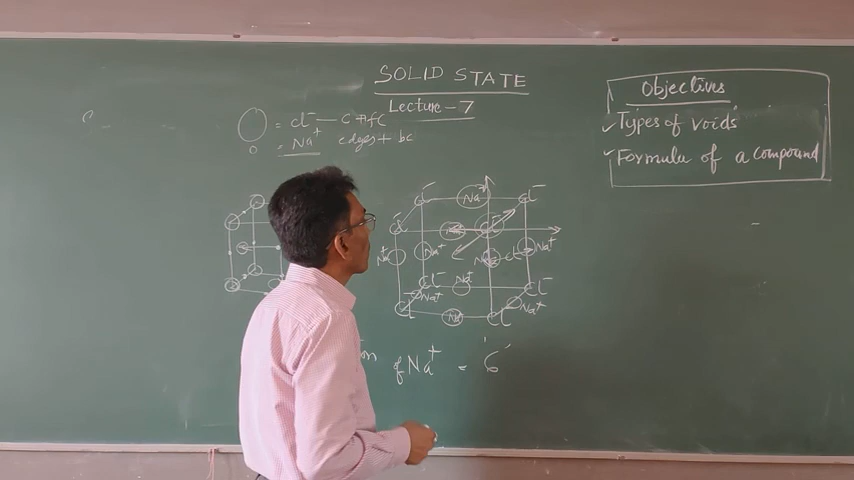 SOLID STATE
Lecture - 7
Objectives
✓ Types of voids
✓ Formula of a compound
= Cl⁻ — C + fC
= Na⁺ edges + bc
Cl⁻ Na⁺ Cl⁻
Na⁺ Na⁺ Na⁺
Cl⁻ Na⁺ Cl⁻
Na⁺ Na⁺
Cl⁻ Na⁺ Cl⁻
of Na⁺ = 6